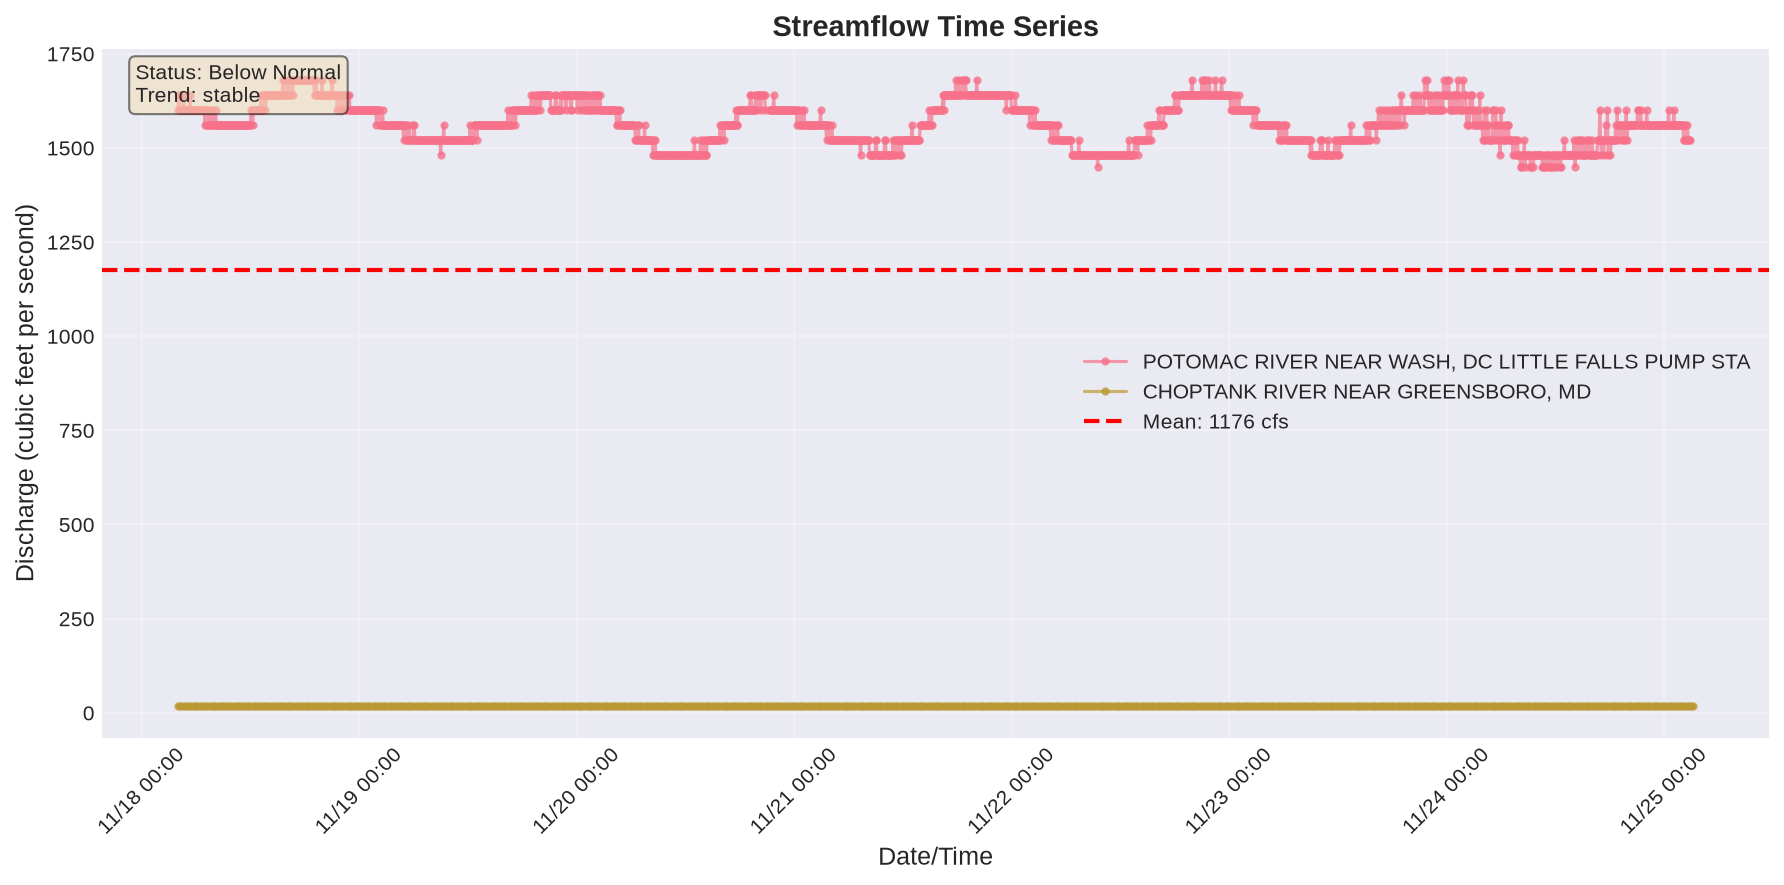 Streamflow Time Series
Status: Below Normal
Trend: stable
Discharge (cubic feet per second)
1750
1500
1250
1000
750
500
250
0
POTOMAC RIVER NEAR WASH, DC LITTLE FALLS PUMP STA
CHOPTANK RIVER NEAR GREENSBORO, MD
Mean: 1176 cfs
11/18 00:00
11/19 00:00
11/20 00:00
11/21 00:00
11/22 00:00
11/23 00:00
11/24 00:00
11/25 00:00
Date/Time